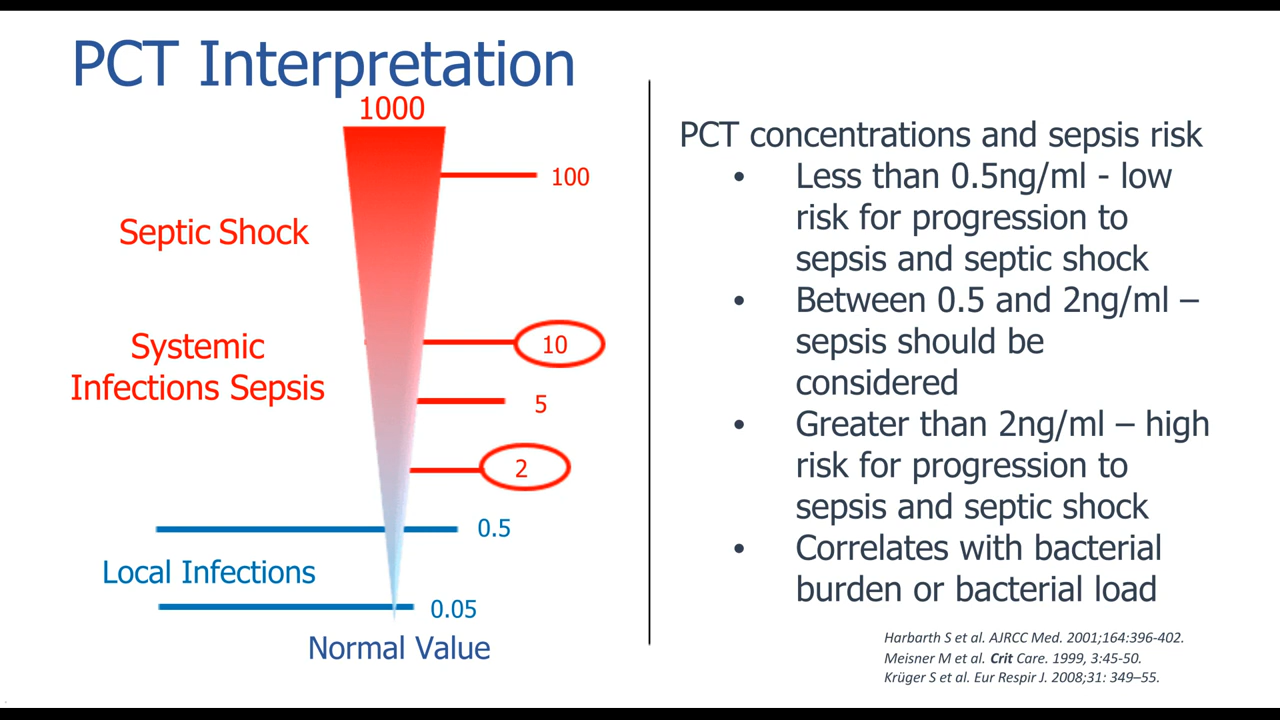 PCT Interpretation
1000
100
Septic Shock
10
Systemic
Infections Sepsis
5
2
0.5
Local Infections
0.05
Normal Value
PCT concentrations and sepsis risk
• Less than 0.5ng/ml - low
risk for progression to
sepsis and septic shock
• Between 0.5 and 2ng/ml –
sepsis should be
considered
• Greater than 2ng/ml – high
risk for progression to
sepsis and septic shock
• Correlates with bacterial
burden or bacterial load
Harbarth S et al. AJRCC Med. 2001;164:396-402.
Meisner M et al. Crit Care. 1999, 3:45-50.
Krüger S et al. Eur Respir J. 2008;31: 349–55.